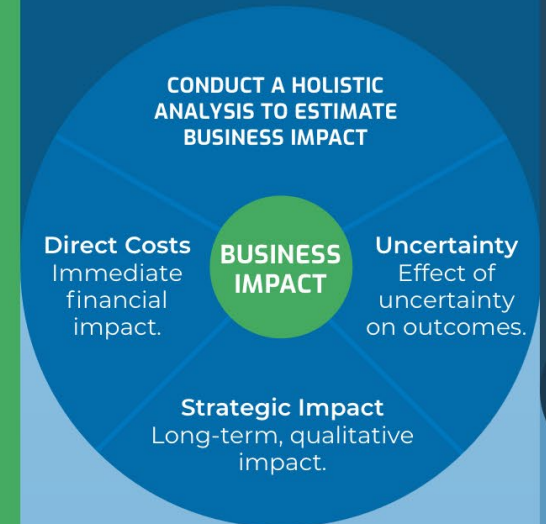 CONDUCT A HOLISTIC
ANALYSIS TO ESTIMATE
BUSINESS IMPACT
Direct Costs
Immediate
financial
impact.
BUSINESS
IMPACT
Uncertainty
Effect of
uncertainty
on outcomes.
Strategic Impact
Long-term, qualitative
impact.